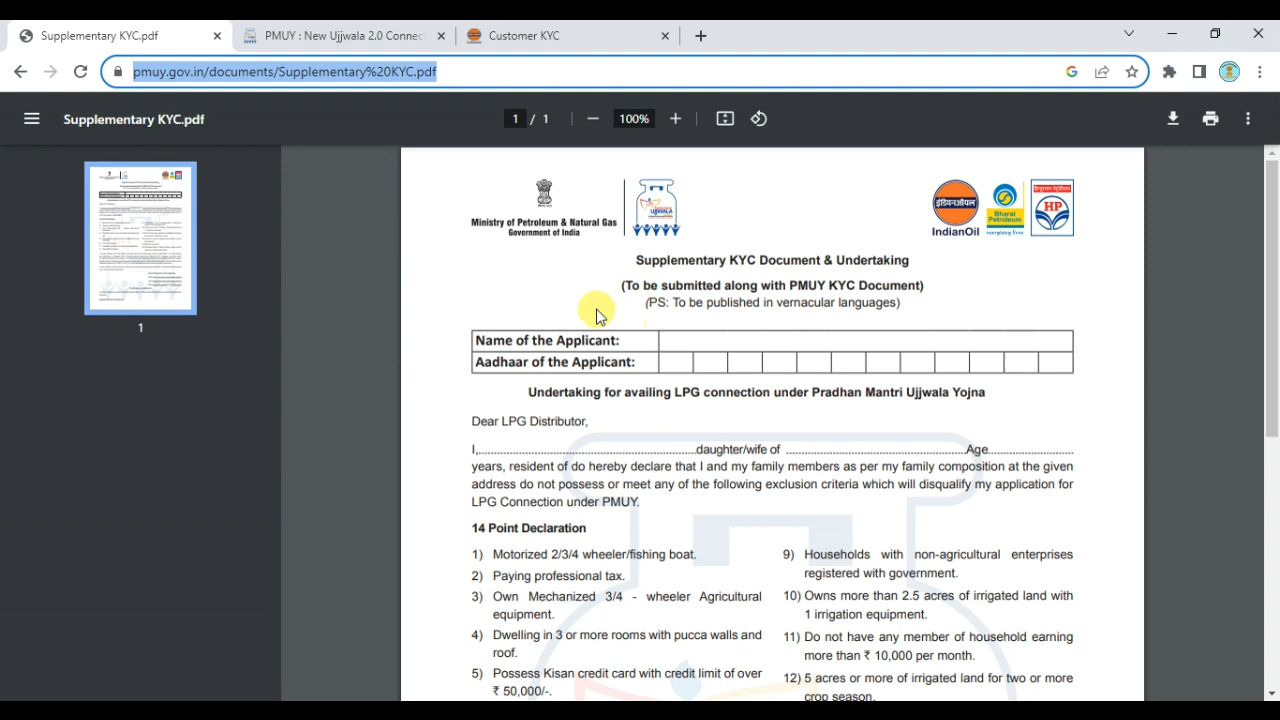 Supplementary KYC.pdf
PMUY : New Ujjwala 2.0 Connec
Customer KYC
pmuy.gov.in/documents/Supplementary%20KYC.pdf
Supplementary KYC.pdf
1 / 1
100%
1
Ministry of Petroleum & Natural Gas
Government of India
इंडियनऑयल
IndianOil
Bharat
Petroleum
energising lives
हिन्दुस्तान पेट्रोलियम
HP
Supplementary KYC Document & Undertaking
(To be submitted along with PMUY KYC Document)
(PS: To be published in vernacular languages)
Name of the Applicant:
Aadhaar of the Applicant:
Undertaking for availing LPG connection under Pradhan Mantri Ujjwala Yojna
Dear LPG Distributor,
I,......................................................daughter/wife of .............................................Age.....................
years, resident of do hereby declare that I and my family members as per my family composition at the given
address do not possess or meet any of the following exclusion criteria which will disqualify my application for
LPG Connection under PMUY.
14 Point Declaration
1) Motorized 2/3/4 wheeler/fishing boat.
2) Paying professional tax.
3) Own Mechanized 3/4 - wheeler Agricultural
equipment.
4) Dwelling in 3 or more rooms with pucca walls and
roof.
5) Possess Kisan credit card with credit limit of over
₹ 50,000/-.
9) Households with non-agricultural enterprises
registered with government.
10) Owns more than 2.5 acres of irrigated land with
1 irrigation equipment.
11) Do not have any member of household earning
more than ₹ 10,000 per month.
12) 5 acres or more of irrigated land for two or more
crop season.